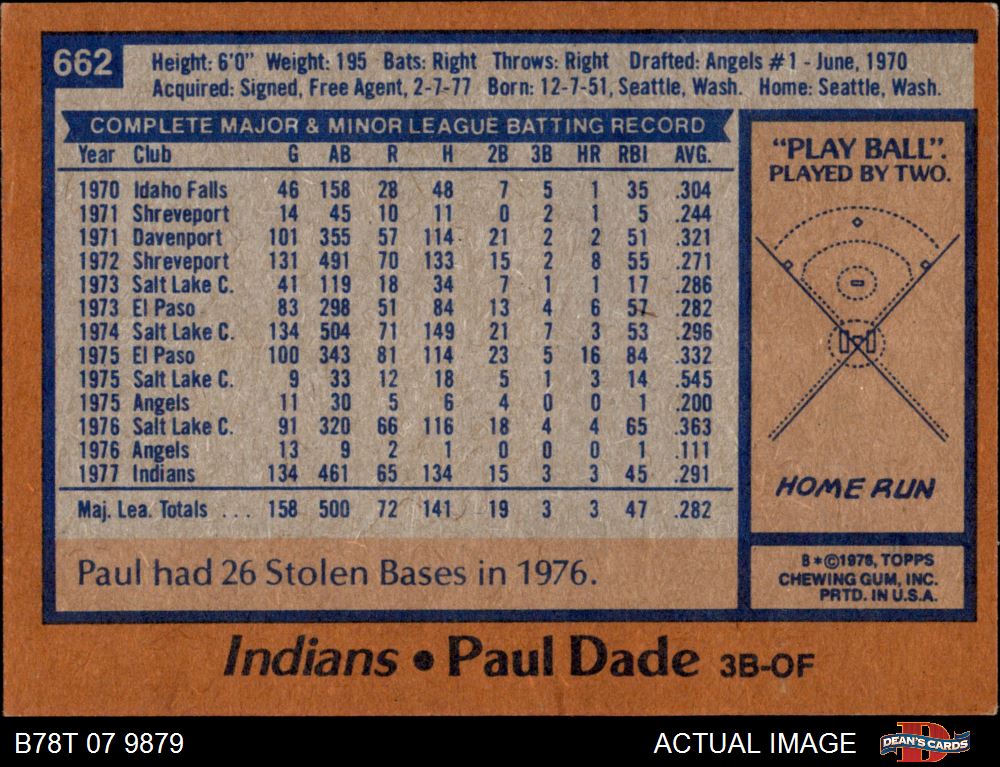 662
Height: 6'0" Weight: 195 Bats: Right Throws: Right Drafted: Angels #1 - June, 1970
Acquired: Signed, Free Agent, 2-7-77 Born: 12-7-51, Seattle, Wash. Home: Seattle, Wash.
COMPLETE MAJOR & MINOR LEAGUE BATTING RECORD
Year Club G AB R H 2B 3B HR RBI AVG.
1970 Idaho Falls 46 158 28 48 7 5 1 35 .304
1971 Shreveport 14 45 10 11 0 2 1 5 .244
1971 Davenport 101 355 57 114 21 2 2 51 .321
1972 Shreveport 131 491 70 133 15 2 8 55 .271
1973 Salt Lake C. 41 119 18 34 7 1 1 17 .286
1973 El Paso 83 298 51 84 13 4 6 57 .282
1974 Salt Lake C. 134 504 71 149 21 7 3 53 .296
1975 El Paso 100 343 81 114 23 5 16 84 .332
1975 Salt Lake C. 9 33 12 18 5 1 3 14 .545
1975 Angels 11 30 5 6 4 0 0 1 .200
1976 Salt Lake C. 91 320 66 116 18 4 4 65 .363
1976 Angels 13 9 2 1 0 0 0 1 .111
1977 Indians 134 461 65 134 15 3 3 45 .291
Maj. Lea. Totals . . . 158 500 72 141 19 3 3 47 .282
Paul had 26 Stolen Bases in 1976.
"PLAY BALL".
PLAYED BY TWO.
HOME RUN
B*©1978, TOPPS
CHEWING GUM, INC.
PRTD. IN U.S.A.
Indians • Paul Dade 3B-OF
B78T 07 9879
ACTUAL IMAGE
D
DEAN'S CARDS